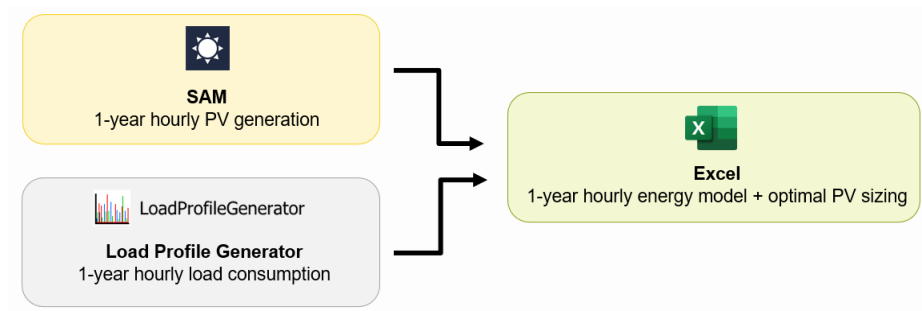 SAM
1-year hourly PV generation
LoadProfileGenerator
Load Profile Generator
1-year hourly load consumption
X
Excel
1-year hourly energy model + optimal PV sizing